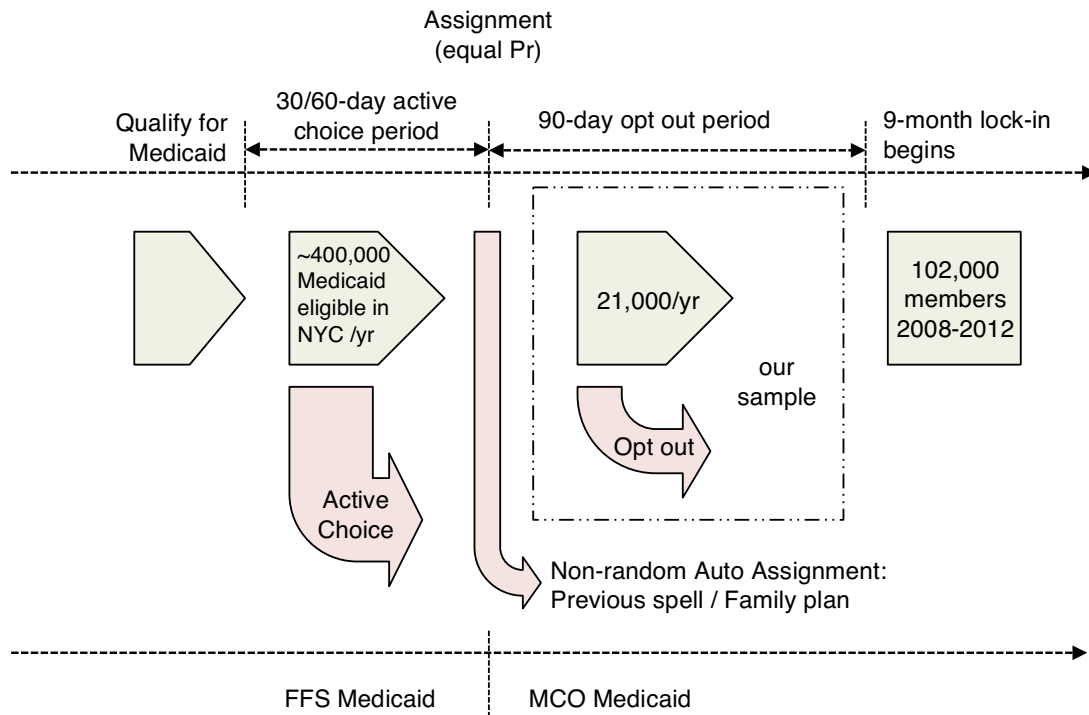 Assignment
(equal Pr)
Qualify for
Medicaid
30/60-day active
choice period
90-day opt out period
9-month lock-in
begins
~400,000
Medicaid
eligible in
NYC /yr
21,000/yr
102,000
members
2008-2012
our
sample
Opt out
Active
Choice
Non-random Auto Assignment:
Previous spell / Family plan
FFS Medicaid
MCO Medicaid